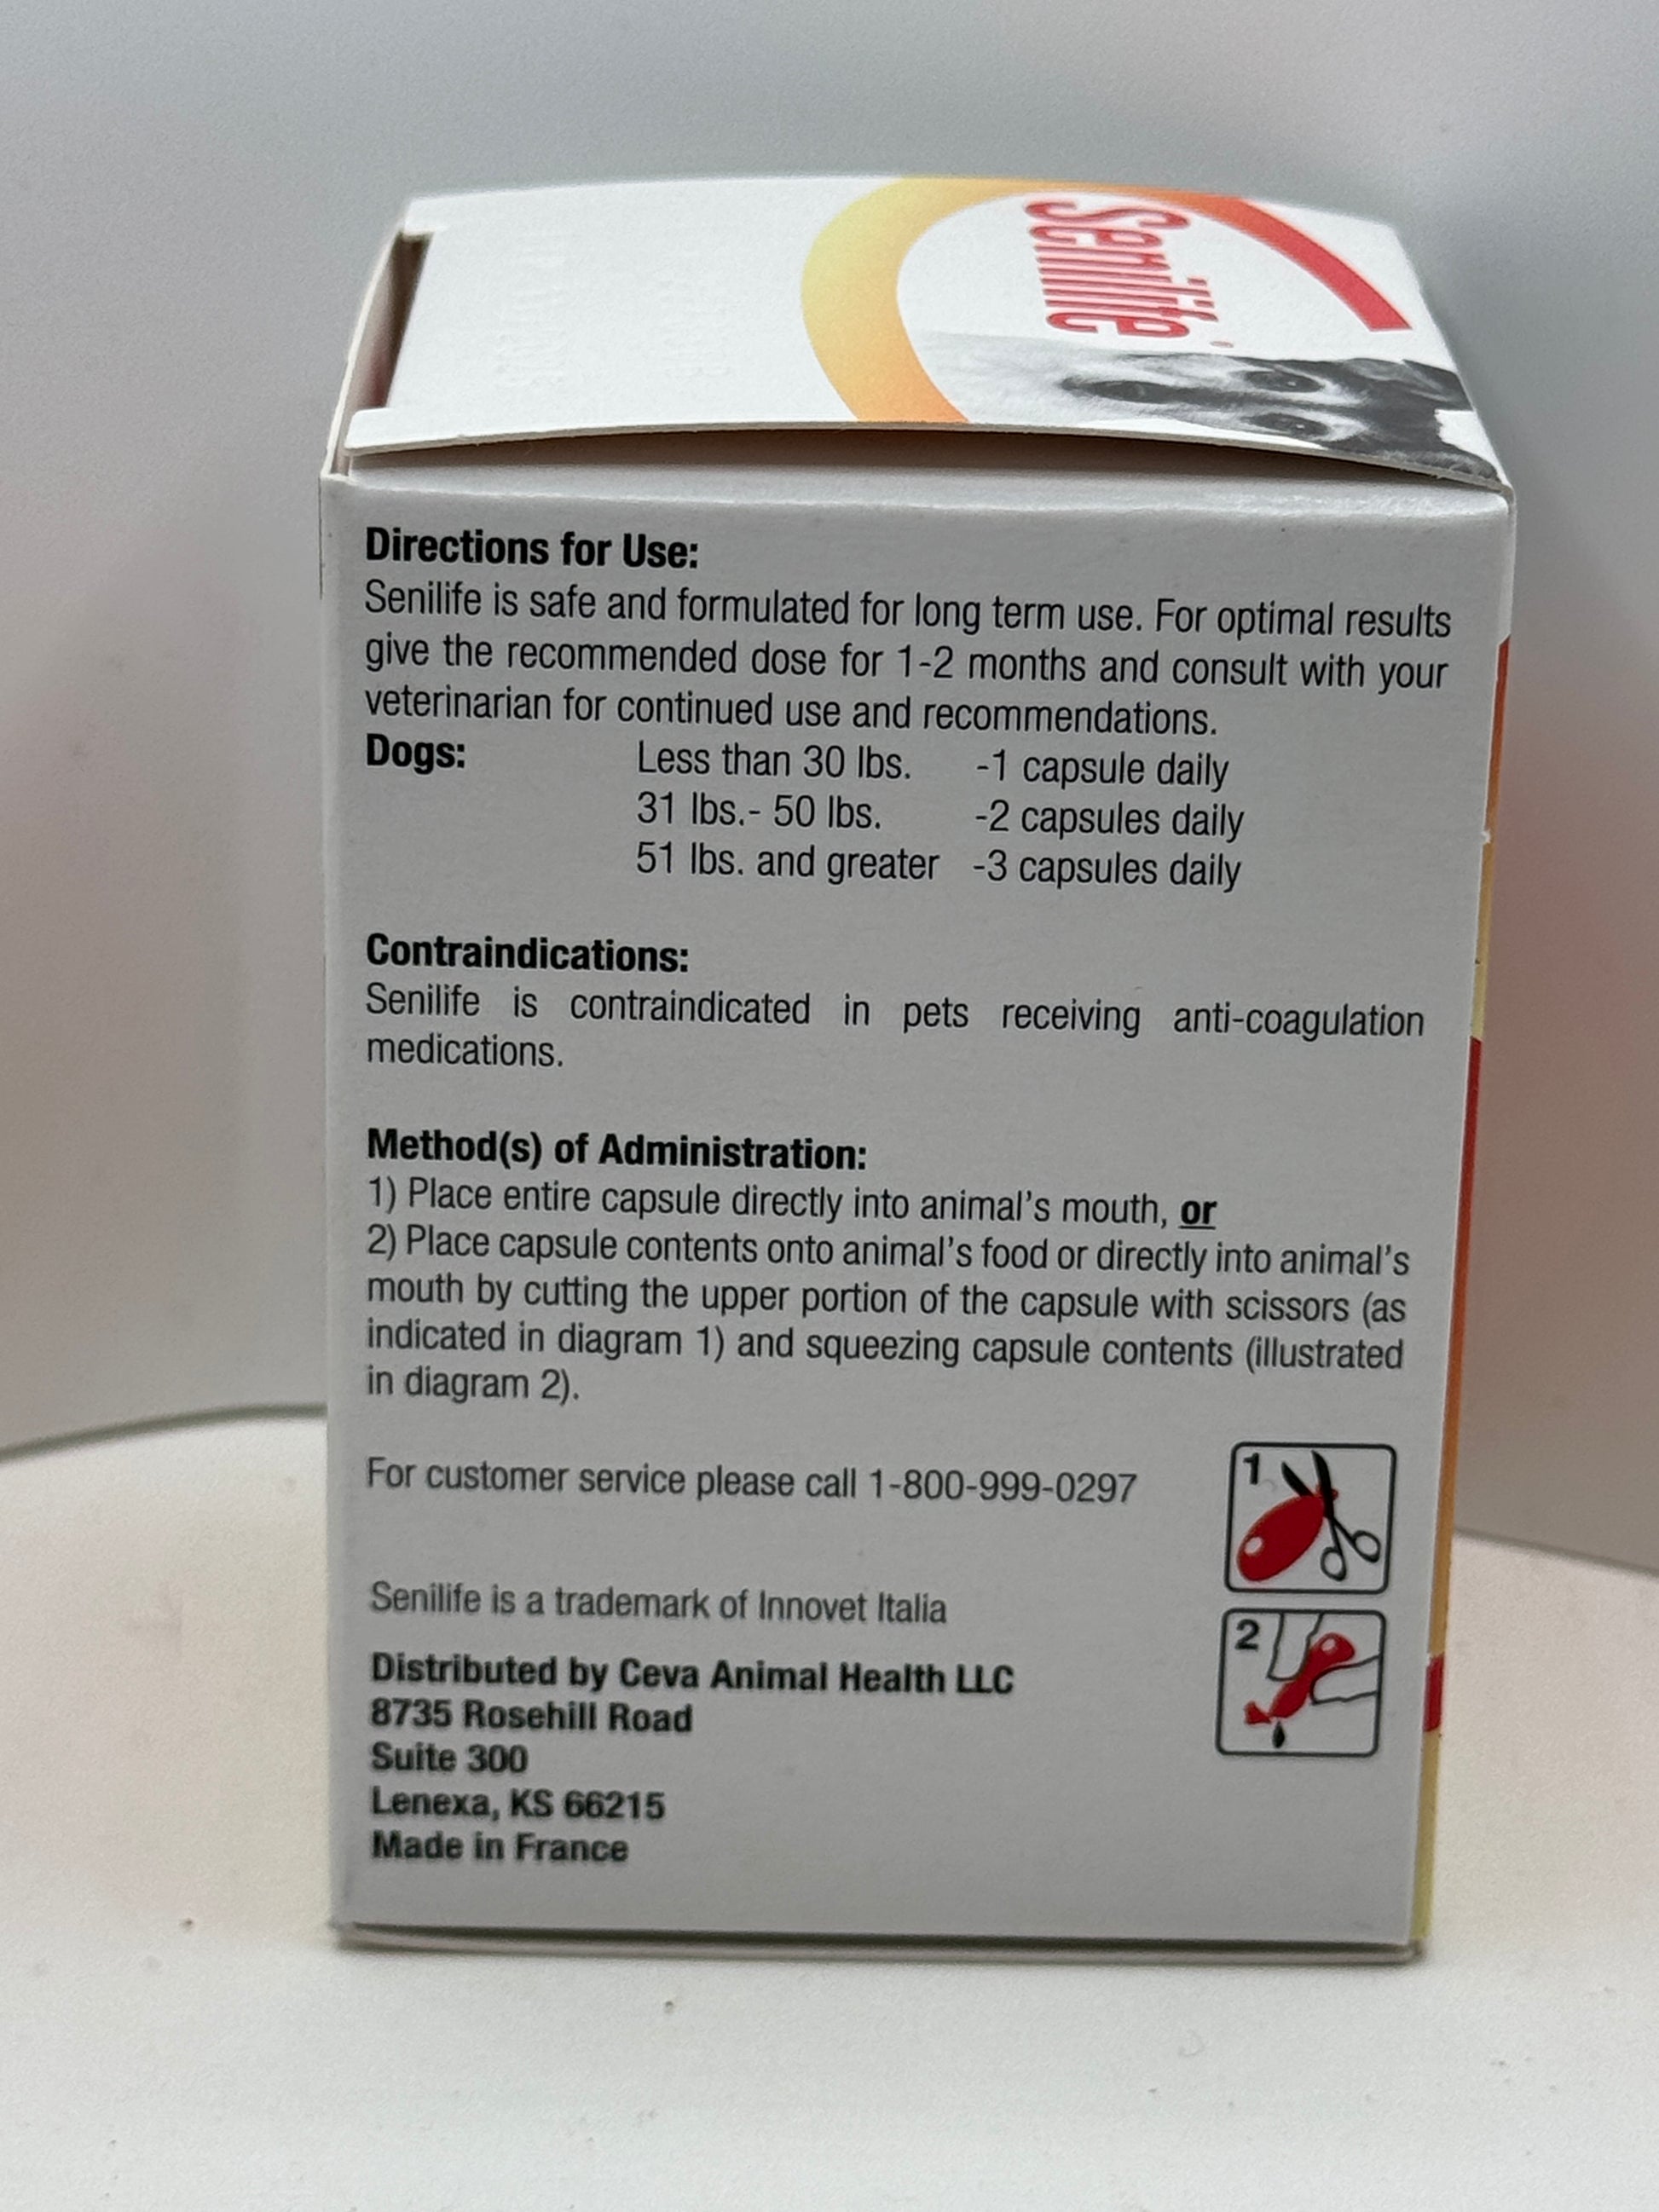 Senilife
Directions for Use:
Senilife is safe and formulated for long term use. For optimal results
give the recommended dose for 1-2 months and consult with your
veterinarian for continued use and recommendations.
Dogs: Less than 30 lbs. -1 capsule daily
31 lbs.- 50 lbs. -2 capsules daily
51 lbs. and greater -3 capsules daily
Contraindications:
Senilife is contraindicated in pets receiving anti-coagulation
medications.
Method(s) of Administration:
1) Place entire capsule directly into animal's mouth, or
2) Place capsule contents onto animal's food or directly into animal's
mouth by cutting the upper portion of the capsule with scissors (as
indicated in diagram 1) and squeezing capsule contents (illustrated
in diagram 2).
For customer service please call 1-800-999-0297
1
Senilife is a trademark of Innovet Italia
2
Distributed by Ceva Animal Health LLC
8735 Rosehill Road
Suite 300
Lenexa, KS 66215
Made in France